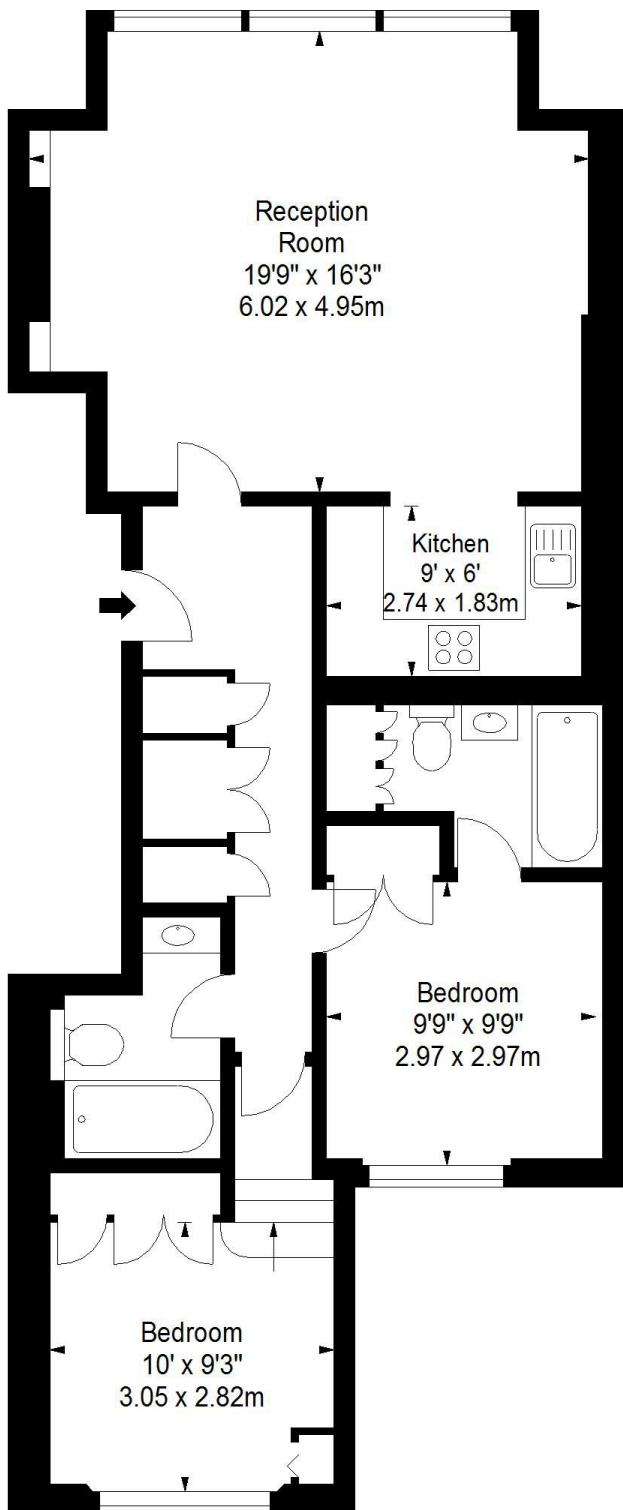 Reception
Room
19'9" x 16'3"
6.02 x 4.95m
Kitchen
9' x 6'
2.74 x 1.83m
Bedroom
9'9" x 9'9"
2.97 x 2.97m
Bedroom
10' x 9'3"
3.05 x 2.82m